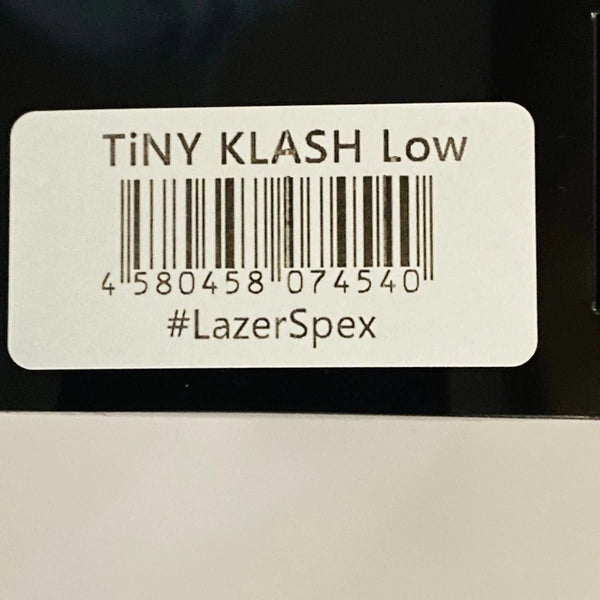 TiNY KLASH Low
4 580458 074540
#LazerSpex